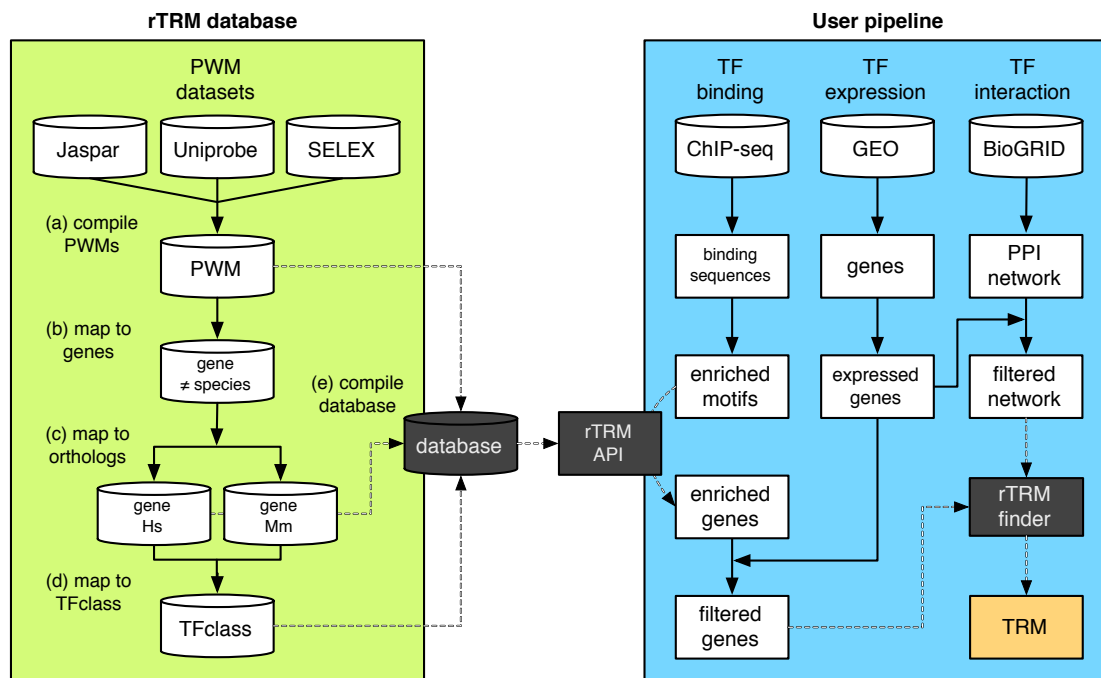 rTRM database
PWM
datasets
Jaspar
Uniprobe
SELEX
(a) compile
PWMs
PWM
(b) map to
genes
gene
≠ species
(c) map to
orthologs
gene
Hs
gene
Mm
(d) map to
TFclass
TFclass
(e) compile
database
database
rTRM
API
User pipeline
TF
binding
TF
expression
TF
interaction
ChIP-seq
GEO
BioGRID
binding
sequences
genes
PPI
network
enriched
motifs
expressed
genes
filtered
network
enriched
genes
rTRM
finder
filtered
genes
TRM